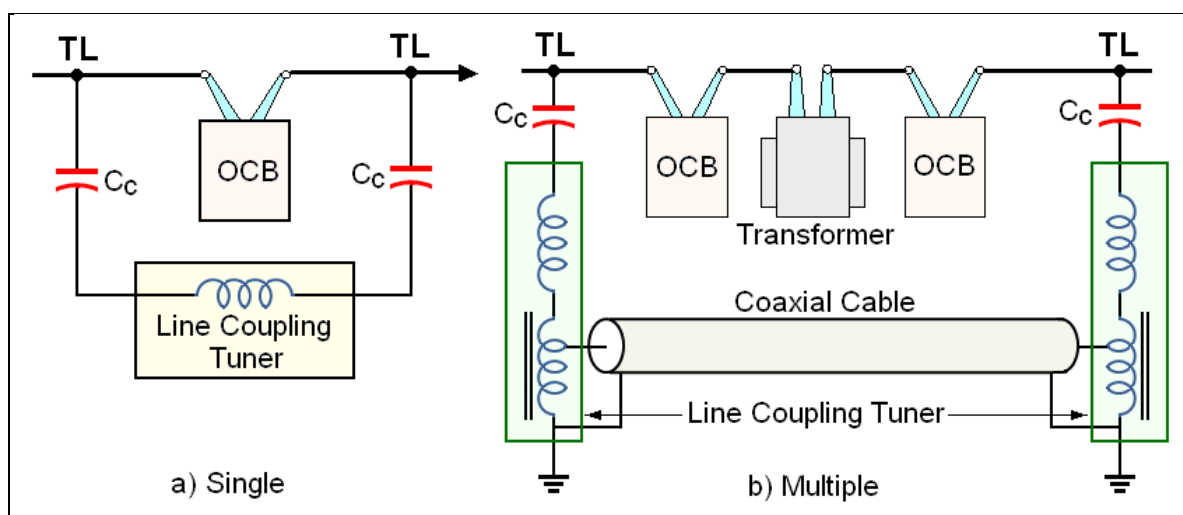 TL
TL
Cc
OCB
Cc
Line Coupling
Tuner
a) Single
TL
TL
Cc
OCB
OCB
Cc
Transformer
Coaxial Cable
Line Coupling Tuner
b) Multiple